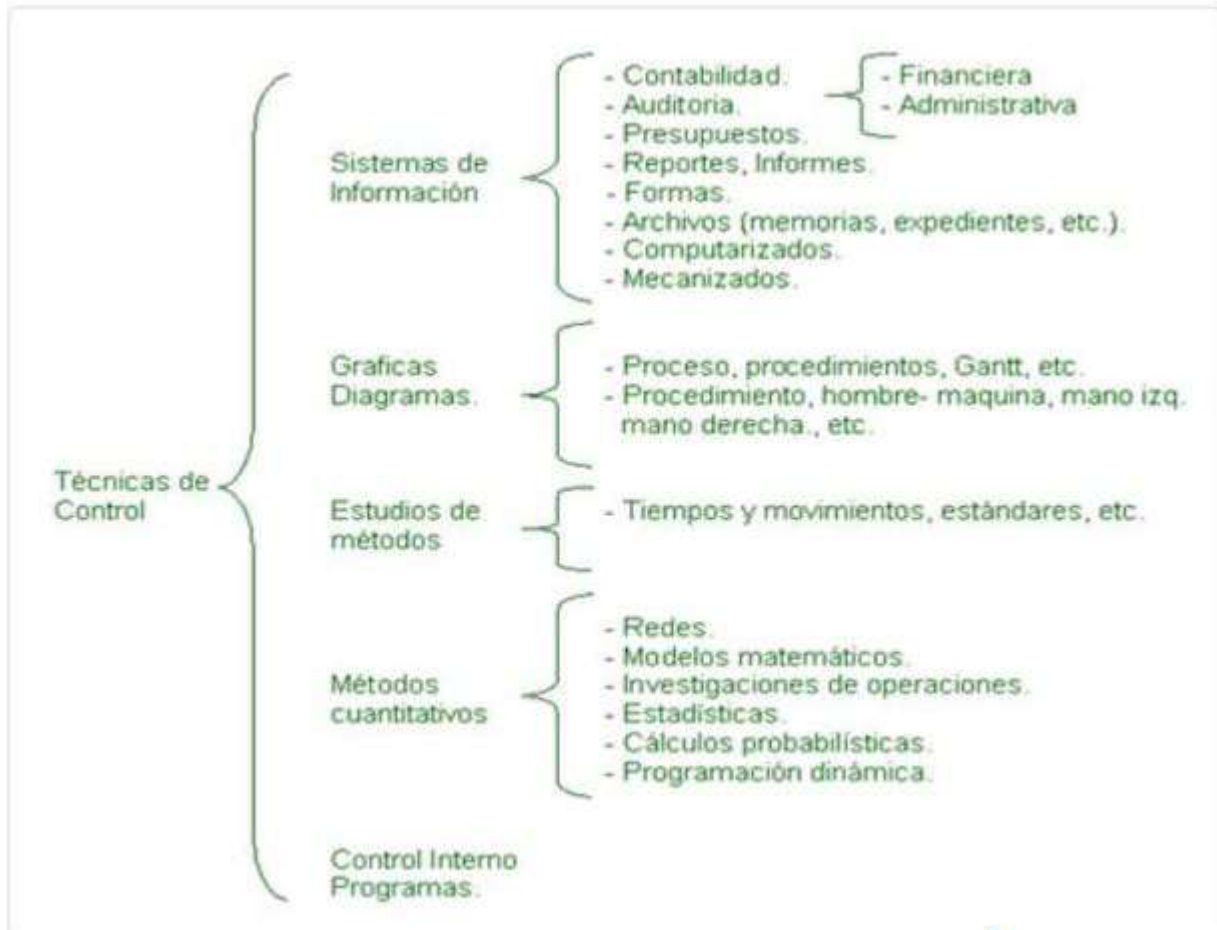 Técnicas de
Control
Sistemas de
Información
- Contabilidad.
- Auditoria.
- Presupuestos.
- Reportes, Informes.
- Formas.
- Archivos (memorias, expedientes, etc.).
- Computarizados.
- Mecanizados.
- Financiera
- Administrativa
Graficas
Diagramas.
- Proceso, procedimientos, Gantt, etc.
- Procedimiento, hombre- maquina, mano izq.
mano derecha., etc.
Estudios de
métodos
- Tiempos y movimientos, estándares, etc.
Métodos
cuantitativos
- Redes.
- Modelos matemáticos.
- Investigaciones de operaciones.
- Estadísticas.
- Cálculos probabilísticas.
- Programación dinámica.
Control Interno
Programas.